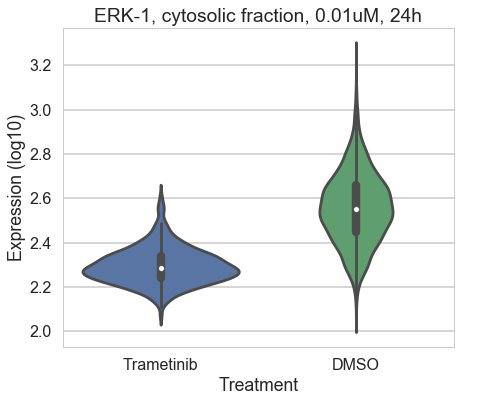 ERK-1, cytosolic fraction, 0.01uM, 24h
3.2
3.0
2.8
2.6
2.4
2.2
2.0
Expression (log10)
Trametinib DMSO
Treatment